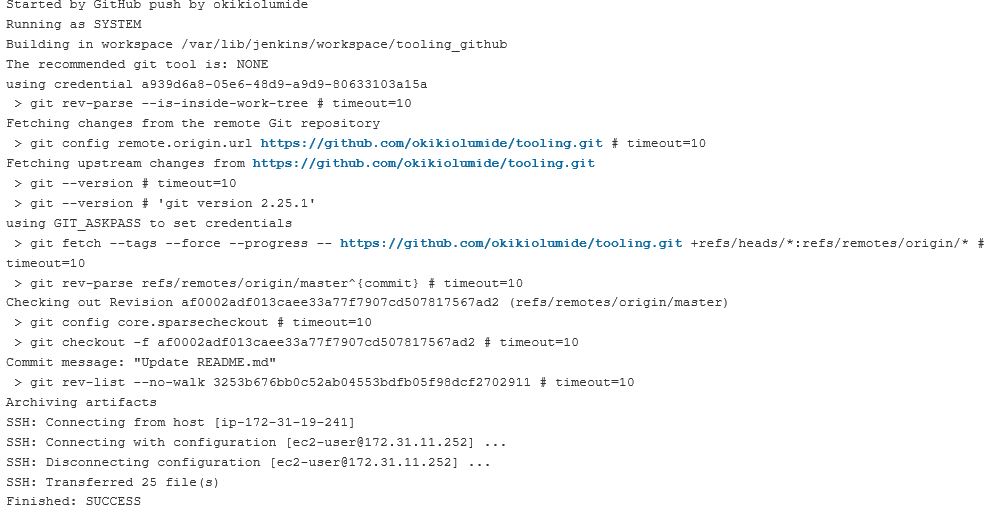 Started by GitHub push by okikiolumide
Running as SYSTEM
Building in workspace /var/lib/jenkins/workspace/tooling_github
The recommended git tool is: NONE
using credential a939d6a8-05e6-48d9-a9d9-80633103a15a
 > git rev-parse --is-inside-work-tree # timeout=10
Fetching changes from the remote Git repository
 > git config remote.origin.url https://github.com/okikiolumide/tooling.git # timeout=10
Fetching upstream changes from https://github.com/okikiolumide/tooling.git
 > git --version # timeout=10
 > git --version # 'git version 2.25.1'
using GIT_ASKPASS to set credentials
 > git fetch --tags --force --progress -- https://github.com/okikiolumide/tooling.git +refs/heads/*:refs/remotes/origin/* #
timeout=10
 > git rev-parse refs/remotes/origin/master^{commit} # timeout=10
Checking out Revision af0002adf013caee33a77f7907cd507817567ad2 (refs/remotes/origin/master)
 > git config core.sparsecheckout # timeout=10
 > git checkout -f af0002adf013caee33a77f7907cd507817567ad2 # timeout=10
Commit message: "Update README.md"
 > git rev-list --no-walk 3253b676bb0c52ab04553bdfb05f98dcf2702911 # timeout=10
Archiving artifacts
SSH: Connecting from host [ip-172-31-19-241]
SSH: Connecting with configuration [ec2-user@172.31.11.252] ...
SSH: Disconnecting configuration [ec2-user@172.31.11.252] ...
SSH: Transferred 25 file(s)
Finished: SUCCESS